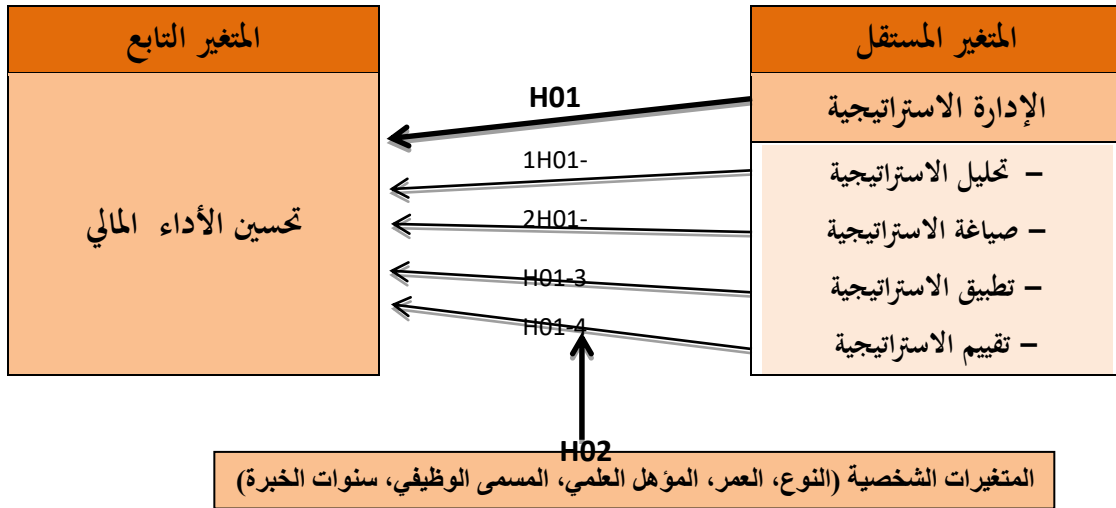 المتغير المستقل
الإدارة الاستراتيجية
– تحليل الاستراتيجية
– صياغة الاستراتيجية
– تطبيق الاستراتيجية
– تقييم الاستراتيجية
H01
1H01-
2H01-
H01-3
H01-4
المتغير التابع
تحسين الأداء المالي
H02
المتغيرات الشخصية (النوع، العمر، المؤهل العلمي، المسمى الوظيفي، سنوات الخبرة)